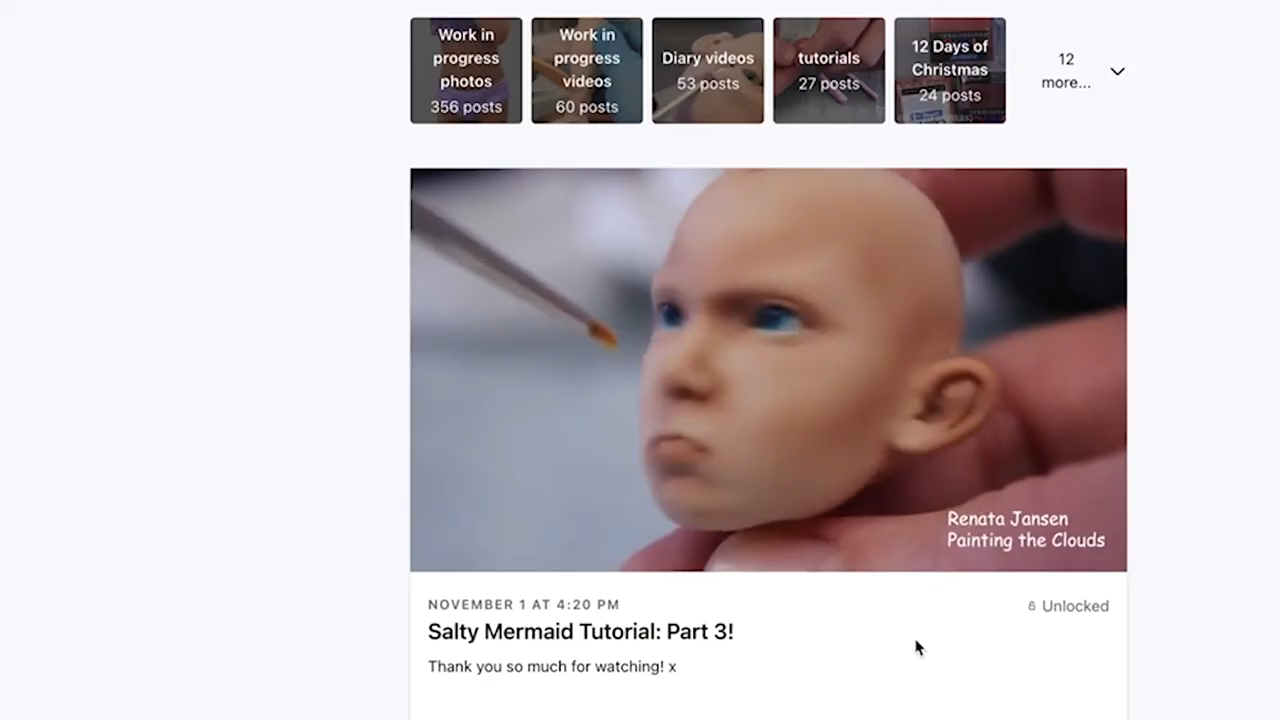 Work in
progress
photos
356 posts
Work in
progress
videos
60 posts
Diary videos
53 posts
tutorials
27 posts
12 Days of
Christmas
24 posts
12
more...
Renata Jansen
Painting the Clouds
NOVEMBER 1 AT 4:20 PM
Unlocked
Salty Mermaid Tutorial: Part 3!
Thank you so much for watching! x